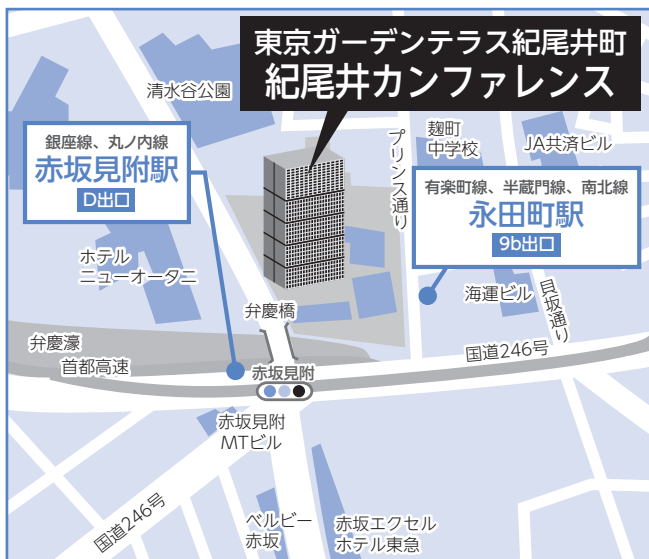 東京ガーデンテラス紀尾井町
紀尾井カンファレンス
清水谷公園
銀座線、丸ノ内線
赤坂見附駅
D出口
プリンス通り
麹町
中学校
JA共済ビル
有楽町線、半蔵門線、南北線
永田町駅
9b出口
ホテル
ニューオータニ
海運ビル
貝坂通り
弁慶橋
弁慶濠
首都高速
赤坂見附
国道246号
赤坂見附
MTビル
国道246号
ベルビー
赤坂
赤坂エクセル
ホテル東急